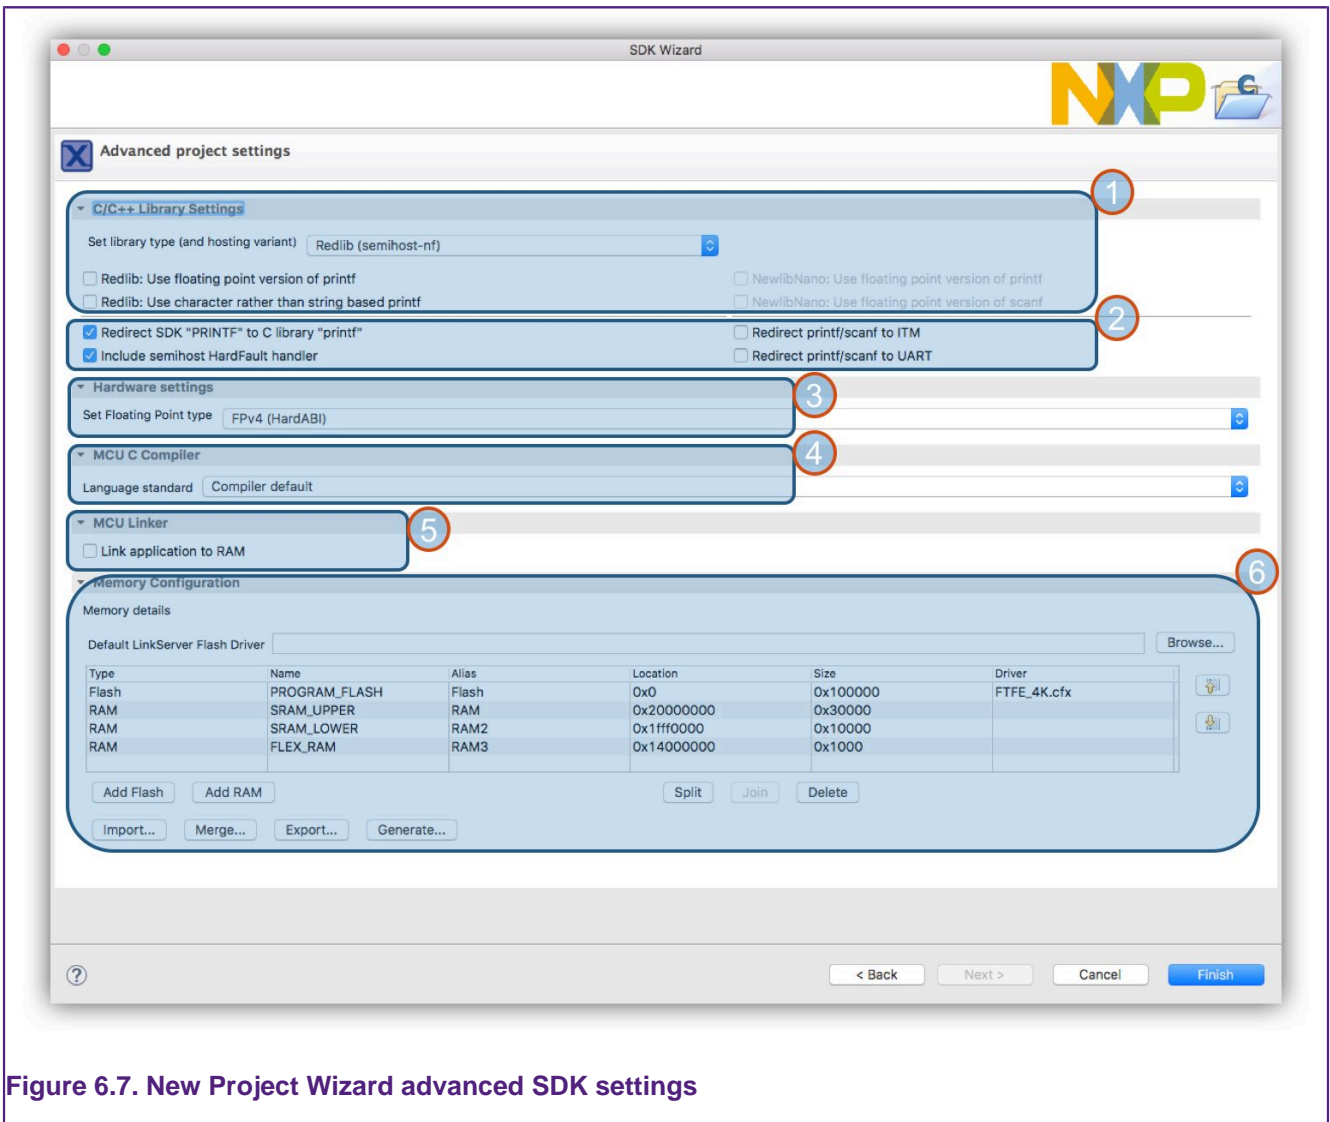 SDK Wizard
NXP
C
X Advanced project settings
1
C/C++ Library Settings
Set library type (and hosting variant) Redlib (semihost-nf)
Redlib: Use floating point version of printf NewlibNano: Use floating point version of printf
Redlib: Use character rather than string based printf NewlibNano: Use floating point version of scanf
2
Redirect SDK "PRINTF" to C library "printf" Redirect printf/scanf to ITM
Include semihost HardFault handler Redirect printf/scanf to UART
Hardware settings 3
Set Floating Point type FPv4 (HardABI)
MCU C Compiler 4
Language standard Compiler default
MCU Linker 5
Link application to RAM
Memory Configuration 6
Memory details
Default LinkServer Flash Driver Browse...
Type Name Alias Location Size Driver
Flash PROGRAM_FLASH Flash 0x0 0x100000 FTFE_4K.cfx
RAM SRAM_UPPER RAM 0x20000000 0x30000
RAM SRAM_LOWER RAM2 0x1fff0000 0x10000
RAM FLEX_RAM RAM3 0x14000000 0x1000
Add Flash Add RAM Split Join Delete
Import... Merge... Export... Generate...
? < Back Next > Cancel Finish
Figure 6.7. New Project Wizard advanced SDK settings